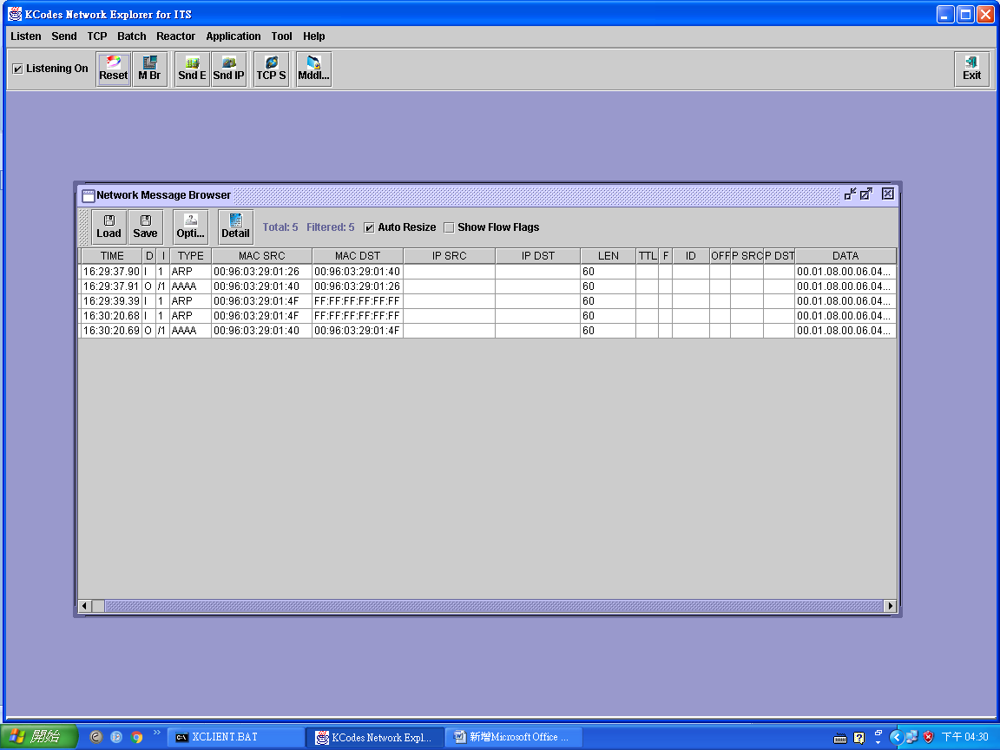 KCodes Network Explorer for ITS
Listen Send TCP Batch Reactor Application Tool Help
Listening On Reset M Br Snd E Snd IP TCP S Mddl... Exit
Network Message Browser
Load Save Opti... Detail Total: 5 Filtered: 5 Auto Resize Show Flow Flags
TIME D I TYPE MAC SRC MAC DST IP SRC IP DST LEN TTL F ID OFF P SRC P DST DATA
16:29:37.90 I 1 ARP 00:96:03:29:01:26 00:96:03:29:01:40 60 00.01.08.00.06.04...
16:29:37.91 O /1 AAAA 00:96:03:29:01:40 00:96:03:29:01:26 60 00.01.08.00.06.04...
16:29:39.39 I 1 ARP 00:96:03:29:01:4F FF:FF:FF:FF:FF:FF 60 00.01.08.00.06.04...
16:30:20.68 I 1 ARP 00:96:03:29:01:4F FF:FF:FF:FF:FF:FF 60 00.01.08.00.06.04...
16:30:20.69 O /1 AAAA 00:96:03:29:01:40 00:96:03:29:01:4F 60 00.01.08.00.06.04...
開始 XCLIENT.BAT KCodes Network Expl... 新增Microsoft Office ... 下午 04:30